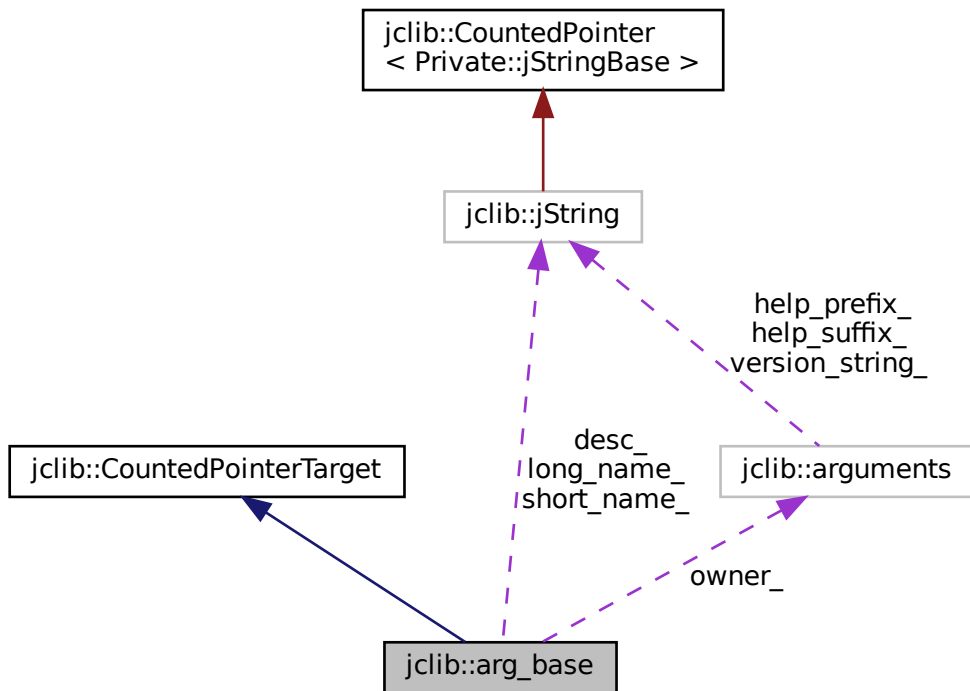 jclib::CountedPointer
< Private::jStringBase >
jclib::jString
help_prefix_
help_suffix_
version_string_
desc_
long_name_
short_name_
jclib::CountedPointerTarget
jclib::arguments
owner_
jclib::arg_base